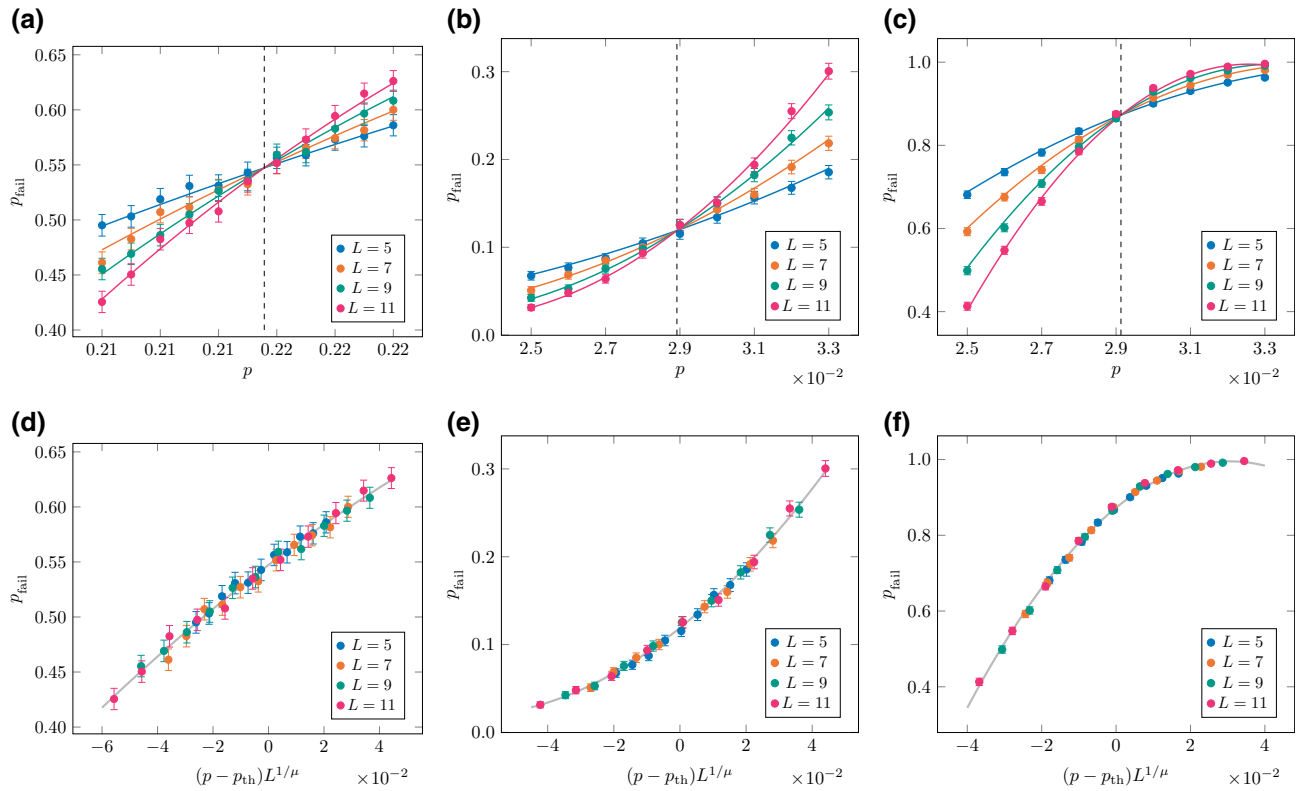 (a)
0.65
0.60
0.55
0.50
0.45
0.40
p_fail
0.21 0.21 0.21 0.22 0.22 0.22
p
L = 5
L = 7
L = 9
L = 11
(b)
0.3
0.2
0.1
0.0
p_fail
2.5 2.7 2.9 3.1 3.3
p
×10⁻²
L = 5
L = 7
L = 9
L = 11
(c)
1.0
0.8
0.6
0.4
p_fail
2.5 2.7 2.9 3.1 3.3
p
×10⁻²
L = 5
L = 7
L = 9
L = 11
(d)
0.65
0.60
0.55
0.50
0.45
0.40
p_fail
−6 −4 −2 0 2 4
(p − p_th)L^{1/μ}
×10⁻²
L = 5
L = 7
L = 9
L = 11
(e)
0.3
0.2
0.1
0.0
p_fail
−4 −2 0 2 4
(p − p_th)L^{1/μ}
×10⁻²
L = 5
L = 7
L = 9
L = 11
(f)
1.0
0.8
0.6
0.4
p_fail
−4 −2 0 2 4
(p − p_th)L^{1/μ}
×10⁻²
L = 5
L = 7
L = 9
L = 11